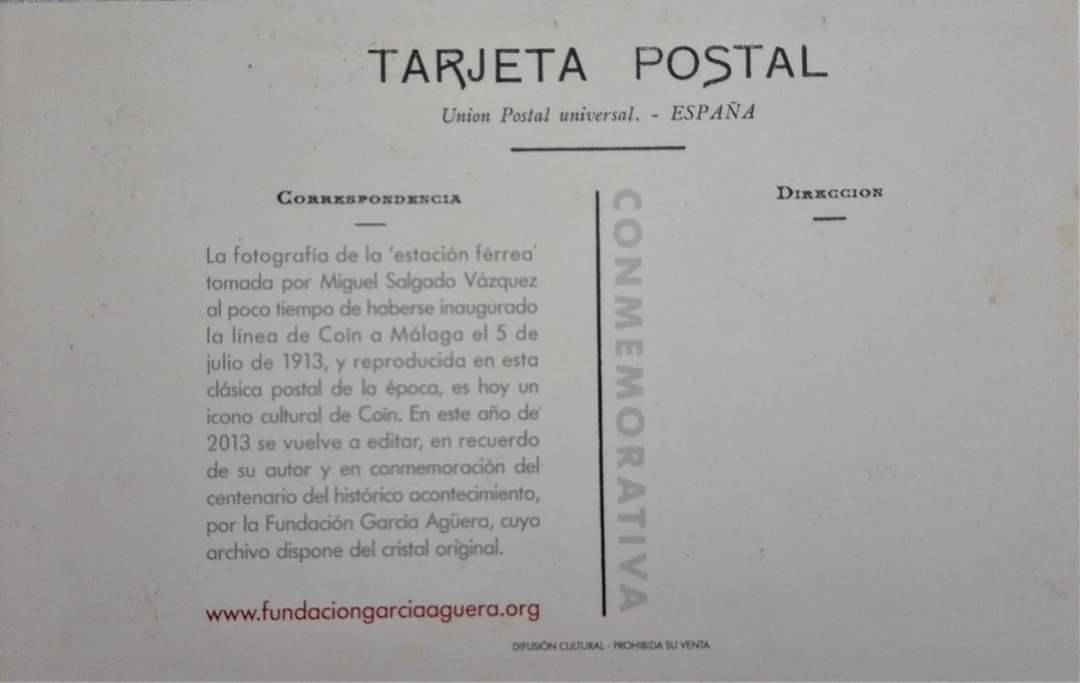 TARJETA POSTAL
Union Postal universal. - ESPAÑA
CORRESPONDENCIA
La fotografía de la 'estación férrea'
tomada por Miguel Salgado Vázquez
al poco tiempo de haberse inaugurado
la línea de Coín a Málaga el 5 de
julio de 1913, y reproducida en esta
clásica postal de la época, es hoy un
icono cultural de Coín. En este año de
2013 se vuelve a editar, en recuerdo
de su autor y en conmemoración del
centenario del histórico acontecimiento,
por la Fundación García Agüera, cuyo
archivo dispone del cristal original.
www.fundaciongarciaaguera.org
CONMEMORATIVA
DIRECCION
DIFUSIÓN CULTURAL - PROHIBIDA SU VENTA